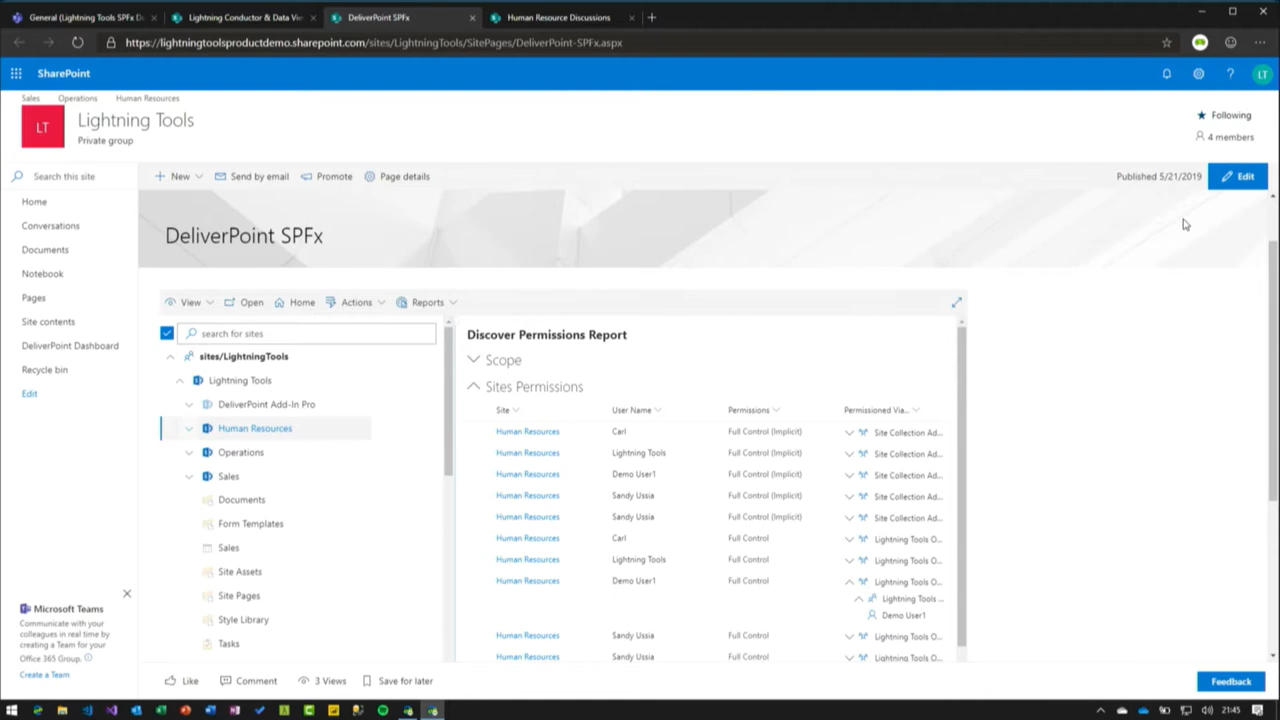 General (Lightning Tools SPFx D
Lightning Conductor & Data Vie
DeliverPoint SPFx
Human Resource Discussions
https://lightningtoolsproductdemo.sharepoint.com/sites/LightningTools/SitePages/DeliverPoint-SPFx.aspx
SharePoint
LT
Sales Operations Human Resources
LT
Lightning Tools
Private group
Following
4 members
Search this site
New Send by email Promote Page details
Published 5/21/2019 Edit
Home
Conversations
Documents
Notebook
Pages
Site contents
DeliverPoint Dashboard
Recycle bin
Edit
DeliverPoint SPFx
View Open Home Actions Reports
search for sites
sites/LightningTools
Lightning Tools
DeliverPoint Add-In Pro
Human Resources
Operations
Sales
Documents
Form Templates
Sales
Site Assets
Site Pages
Style Library
Tasks
Discover Permissions Report
Scope
Sites Permissions
Site User Name Permissions Permissioned Via...
Human Resources Carl Full Control (Implicit) Site Collection Ad...
Human Resources Lightning Tools Full Control (Implicit) Site Collection Ad...
Human Resources Demo User1 Full Control (Implicit) Site Collection Ad...
Human Resources Sandy Ussia Full Control (Implicit) Site Collection Ad...
Human Resources Sandy Ussia Full Control (Implicit) Site Collection Ad...
Human Resources Carl Full Control Lightning Tools O...
Human Resources Lightning Tools Full Control Lightning Tools O...
Human Resources Demo User1 Full Control Lightning Tools O...
Lightning Tools ...
Demo User1
Human Resources Sandy Ussia Full Control Lightning Tools O...
Human Resources Sandy Ussia Full Control Lightning Tools O...
Microsoft Teams
Communicate with your
colleagues in real time by
creating a Team for your
Office 365 Group.
Create a Team
Like Comment 3 Views Save for later
Feedback
21:45